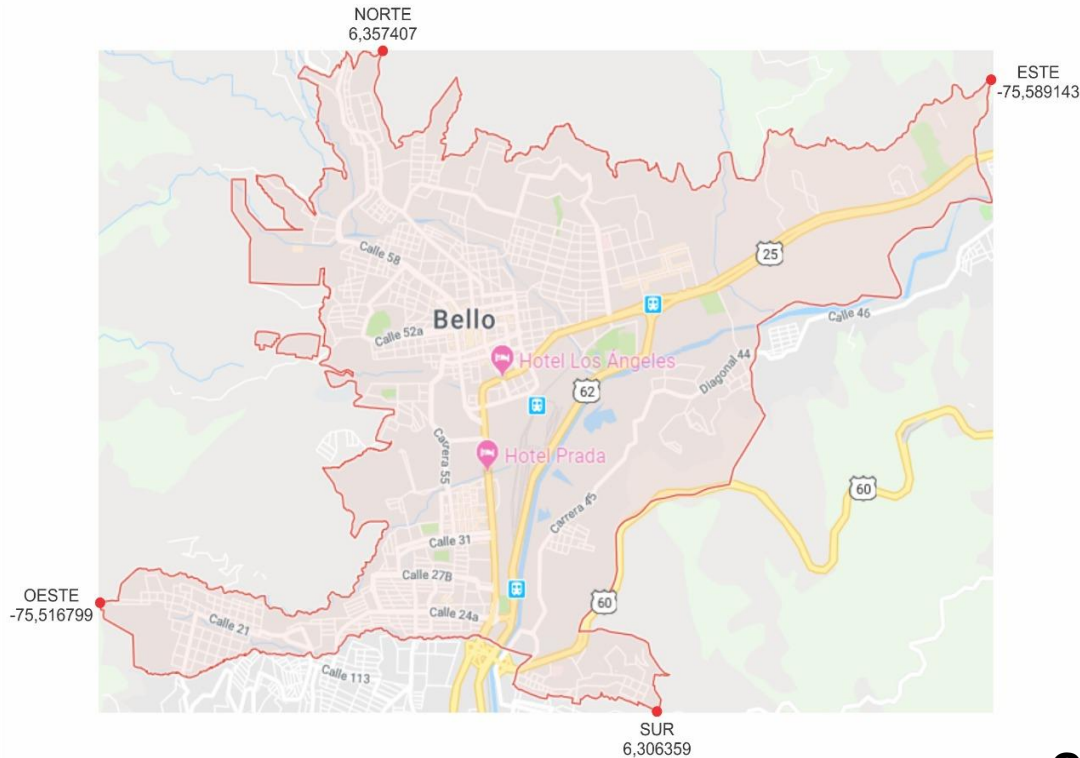 NORTE
6,357407
ESTE
-75,589143
25
Calle 58
Bello
Calle 46
Calle 52a
Hotel Los Ángeles
Diagonal 44
62
Carrera 55
Hotel Prada
60
Carrera 45
Calle 31
Calle 27B
OESTE
-75,516799
60
Calle 24a
Calle 21
Calle 113
SUR
6,306359